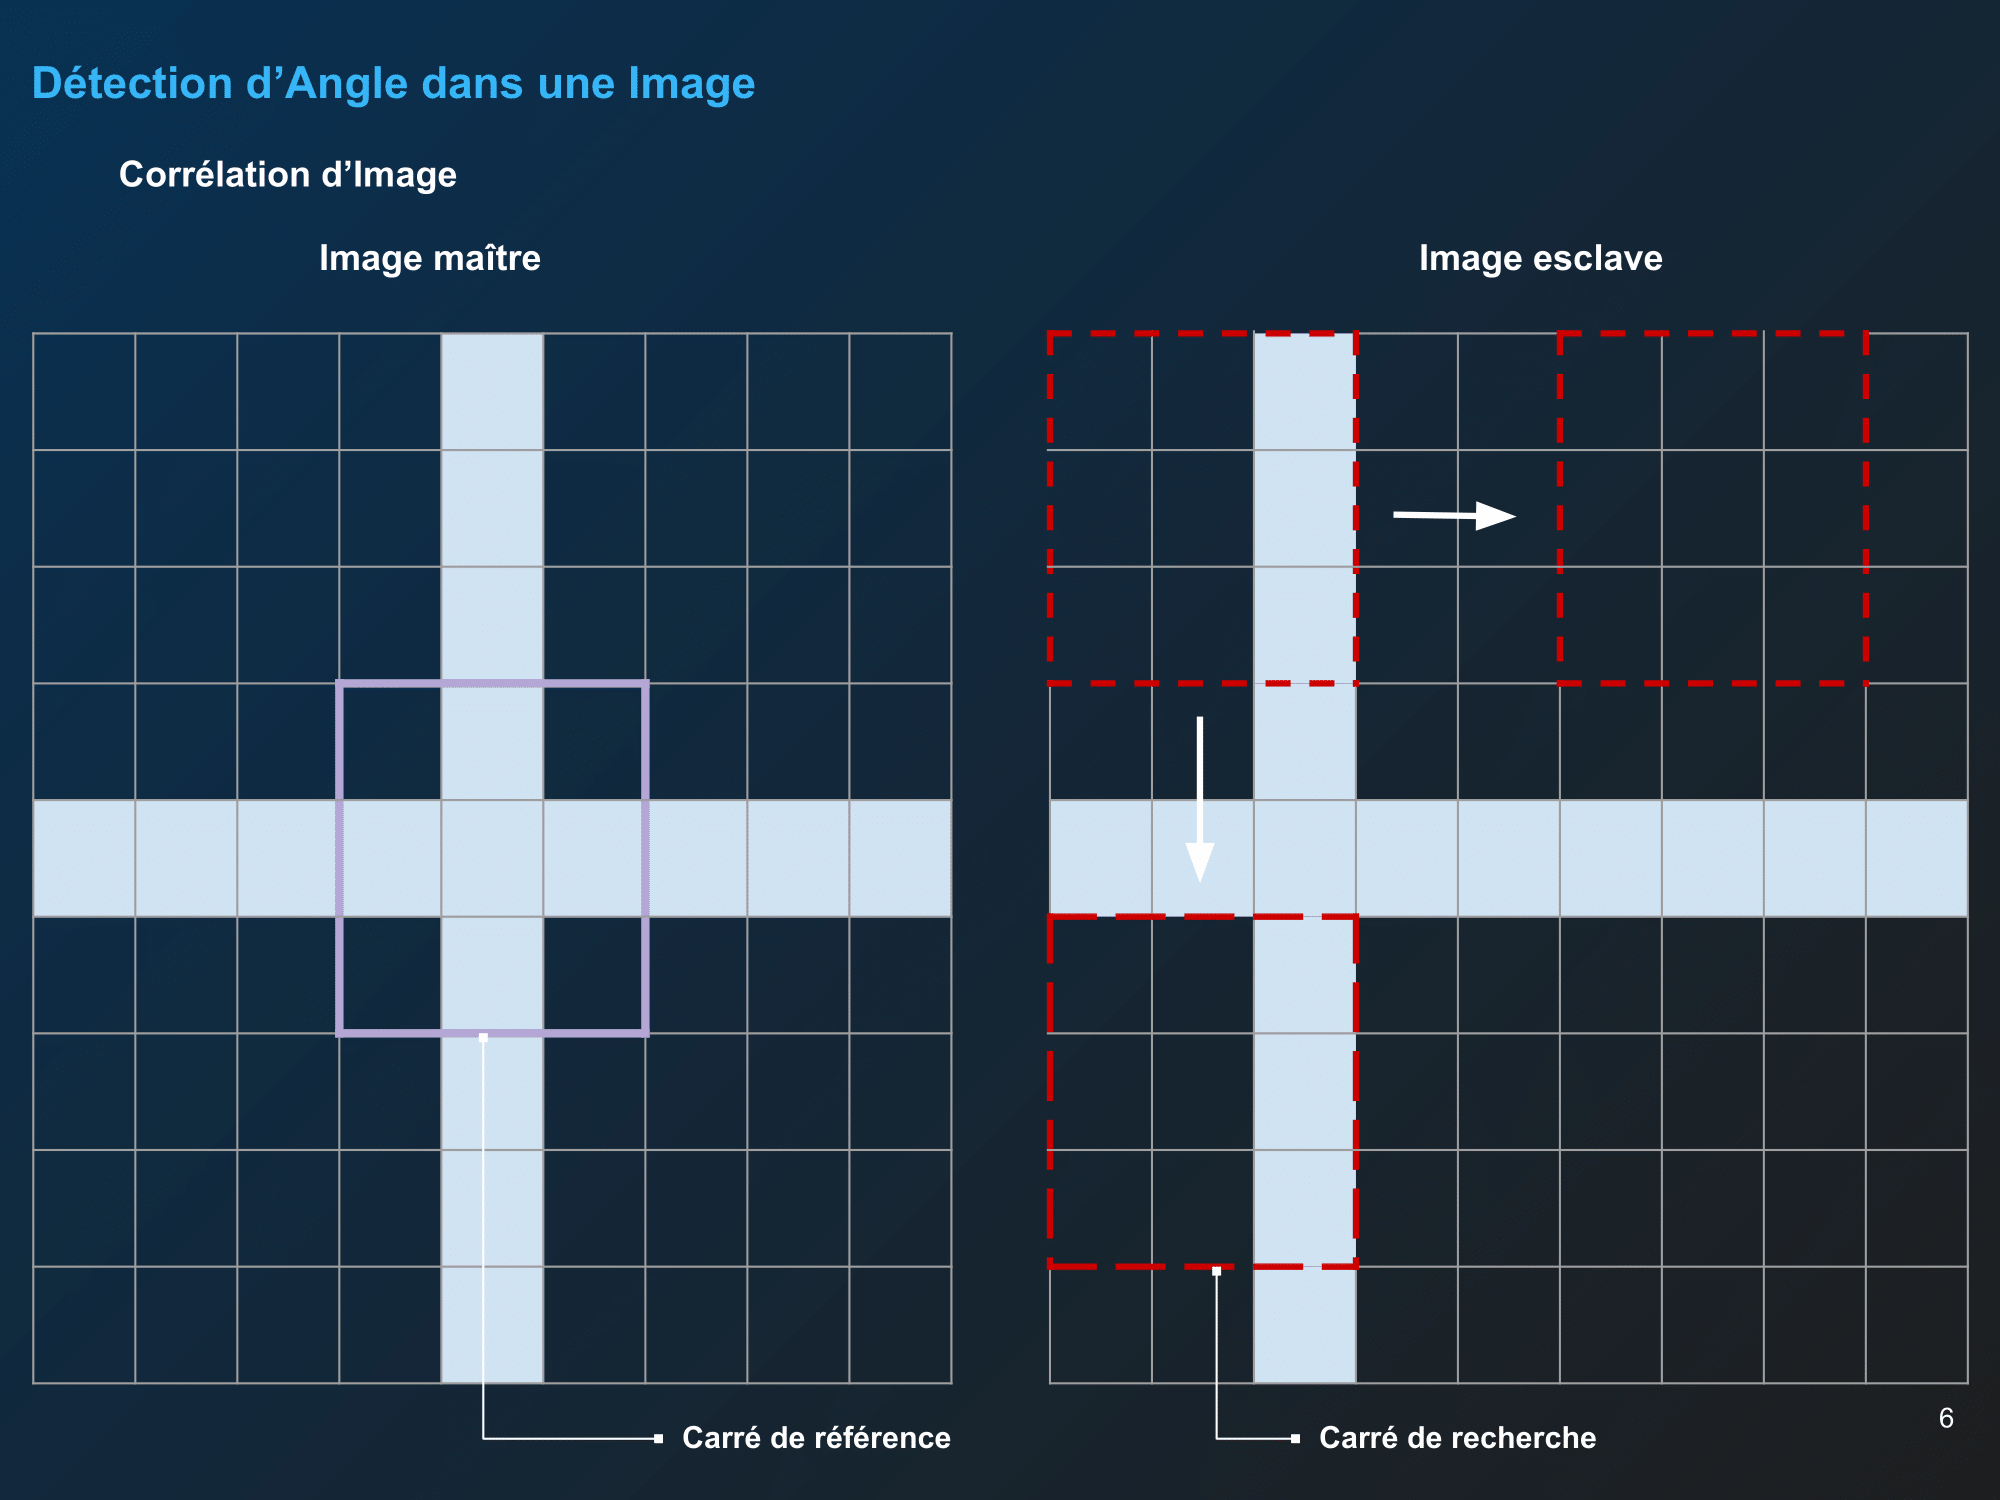 Détection d’Angle dans une Image
Corrélation d’Image
Image maître
Image esclave
Carré de référence
Carré de recherche
6